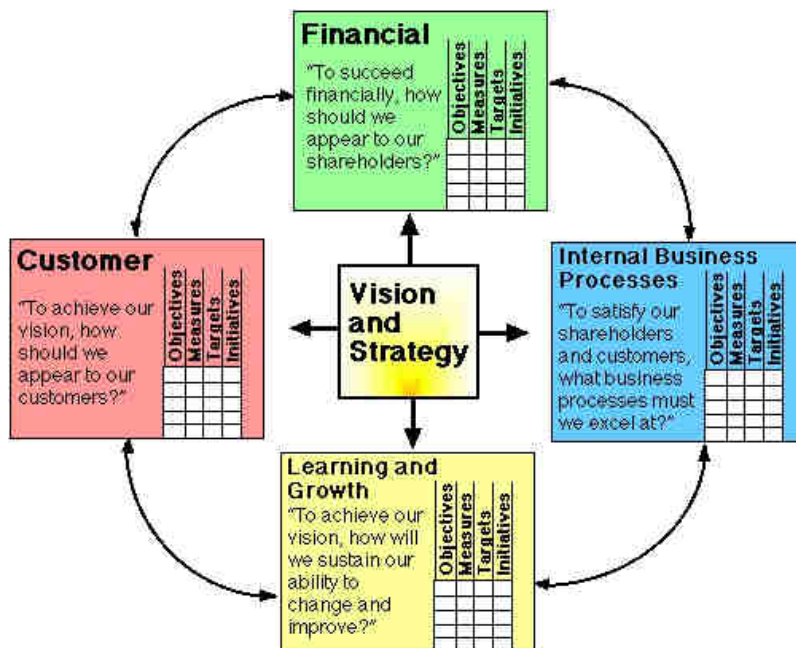 Financial
"To succeed
financially, how
should we
appear to our
shareholders?"
Objectives
Measures
Targets
Initiatives
Customer
"To achieve our
vision, how
should we
appear to our
customers?"
Objectives
Measures
Targets
Initiatives
Vision
and
Strategy
Internal Business
Processes
"To satisfy our
shareholders
and customers,
what business
processes must
we excel at?"
Objectives
Measures
Targets
Initiatives
Learning and
Growth
"To achieve our
vision, how will
we sustain our
ability to
change and
improve?"
Objectives
Measures
Targets
Initiatives